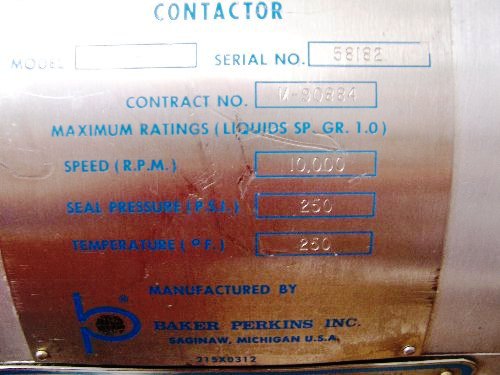 CONTACTOR
MODEL SERIAL NO. 58182
CONTRACT NO. M-90884
MAXIMUM RATINGS (LIQUIDS SP. GR. 1.0)
SPEED (R.P.M.) 10,000
SEAL PRESSURE (P.S.I.) 250
TEMPERATURE (°F.) 250
MANUFACTURED BY
BAKER PERKINS INC.
SAGINAW, MICHIGAN U.S.A.
215X0312